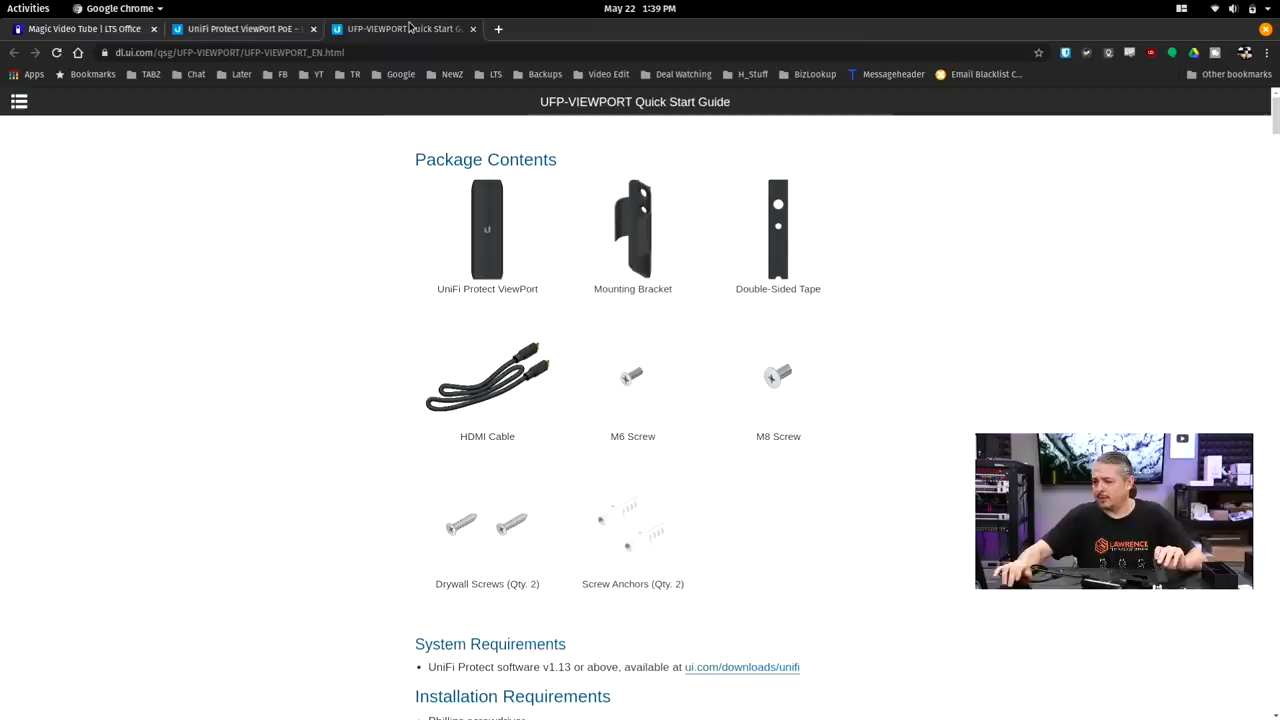 Activities
Google Chrome
May 22 1:39 PM
Magic Video Tube | LTS Office
UniFi Protect ViewPort PoE –
UFP-VIEWPORT Quick Start G
dl.ui.com/qsg/UFP-VIEWPORT/UFP-VIEWPORT_EN.html
Apps
Bookmarks
TABZ
Chat
Later
FB
YT
TR
Google
NewZ
LTS
Backups
Video Edit
Deal Watching
H_Stuff
BizLookup
Messageheader
Email Blacklist C...
Other bookmarks
UFP-VIEWPORT Quick Start Guide
Package Contents
UniFi Protect ViewPort
Mounting Bracket
Double-Sided Tape
HDMI Cable
M6 Screw
M8 Screw
Drywall Screws (Qty. 2)
Screw Anchors (Qty. 2)
LAWRENCE
System Requirements
• UniFi Protect software v1.13 or above, available at ui.com/downloads/unifi
Installation Requirements